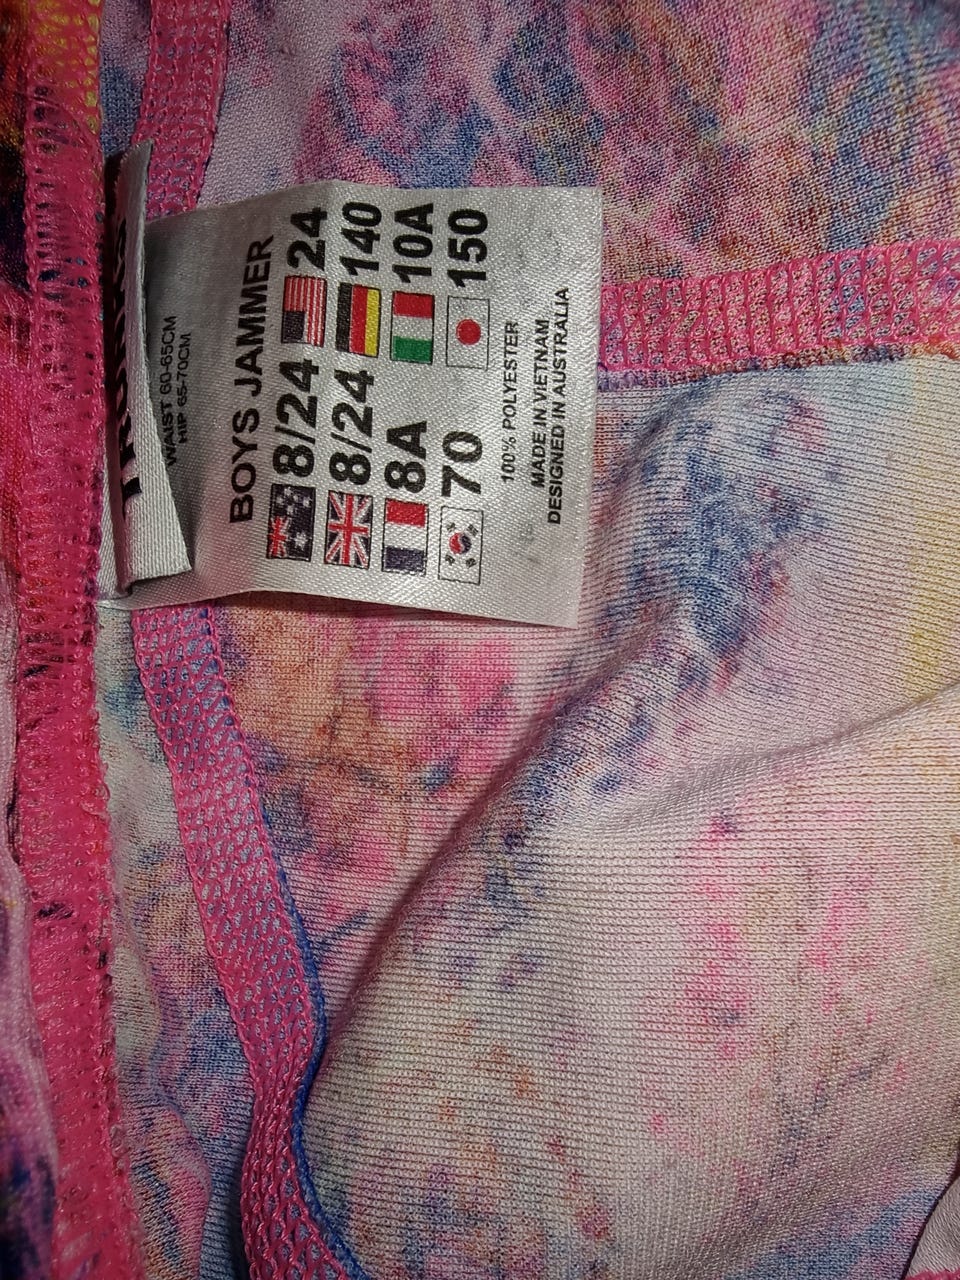 TRUNKS
WAIST 60-65CM
HIP 65-70CM
BOYS JAMMER
8/24 24
8/24 140
8A 10A
70 150
100% POLYESTER
MADE IN VIETNAM
DESIGNED IN AUSTRALIA